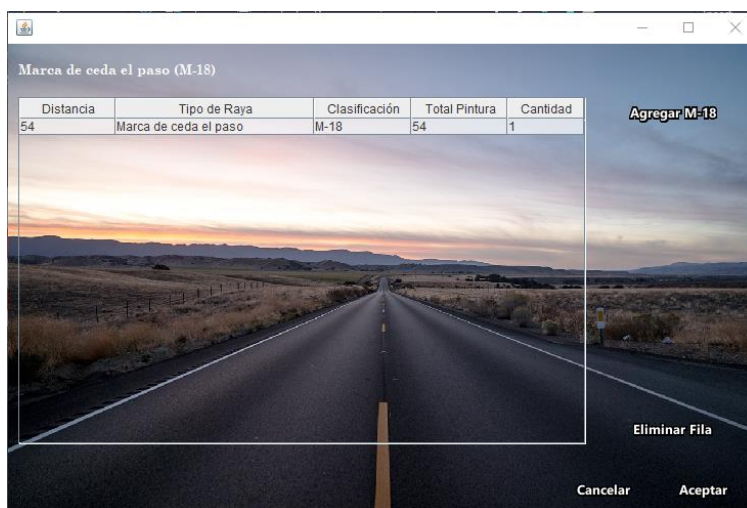 Marca de ceda el paso (M-18)
Distancia Tipo de Raya Clasificación Total Pintura Cantidad
54 Marca de ceda el paso M-18 54 1
Agregar M-18
Eliminar Fila
Cancelar Aceptar